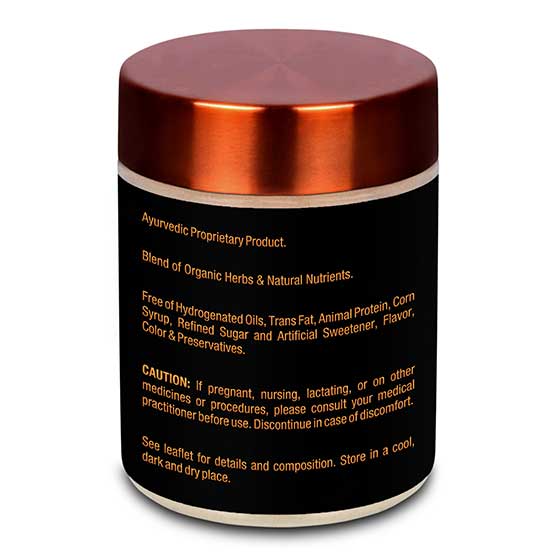 Ayurvedic Proprietary Product.
Blend of Organic Herbs & Natural Nutrients.
Free of Hydrogenated Oils, Trans Fat, Animal Protein, Corn
Syrup, Refined Sugar and Artificial Sweetener, Flavor,
Color & Preservatives.
CAUTION: If pregnant, nursing, lactating, or on other
medicines or procedures, please consult your medical
practitioner before use. Discontinue in case of discomfort.
See leaflet for details and composition. Store in a cool,
dark and dry place.